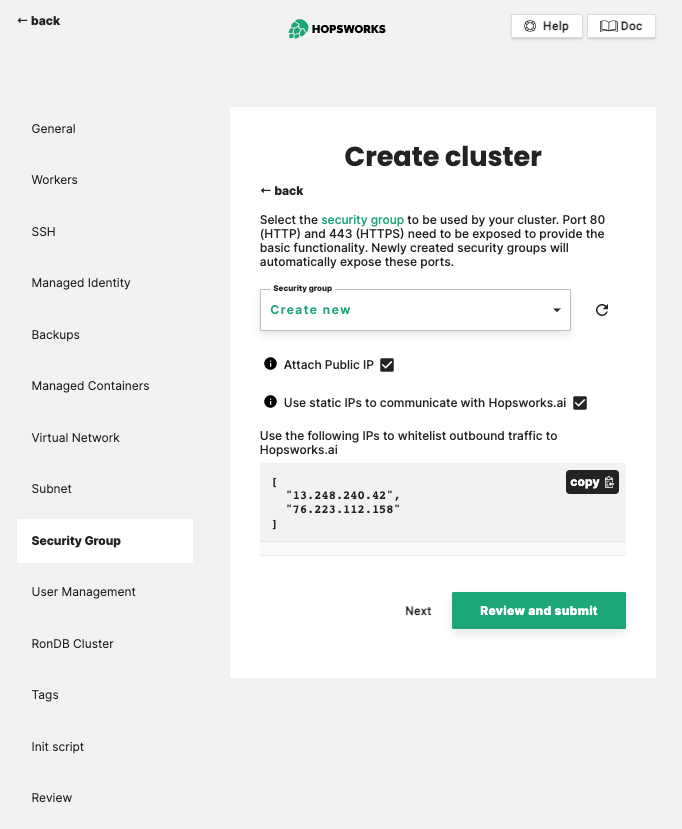 ← back
HOPSWORKS
Help
Doc
General
Workers
SSH
Managed Identity
Backups
Managed Containers
Virtual Network
Subnet
Security Group
User Management
RonDB Cluster
Tags
Init script
Review
Create cluster
← back
Select the security group to be used by your cluster. Port 80
(HTTP) and 443 (HTTPS) need to be exposed to provide the
basic functionality. Newly created security groups will
automatically expose these ports.
Security group
Create new
Attach Public IP
Use static IPs to communicate with Hopsworks.ai
Use the following IPs to whitelist outbound traffic to
Hopsworks.ai
copy
[
"13.248.240.42",
"76.223.112.158"
]
Next
Review and submit